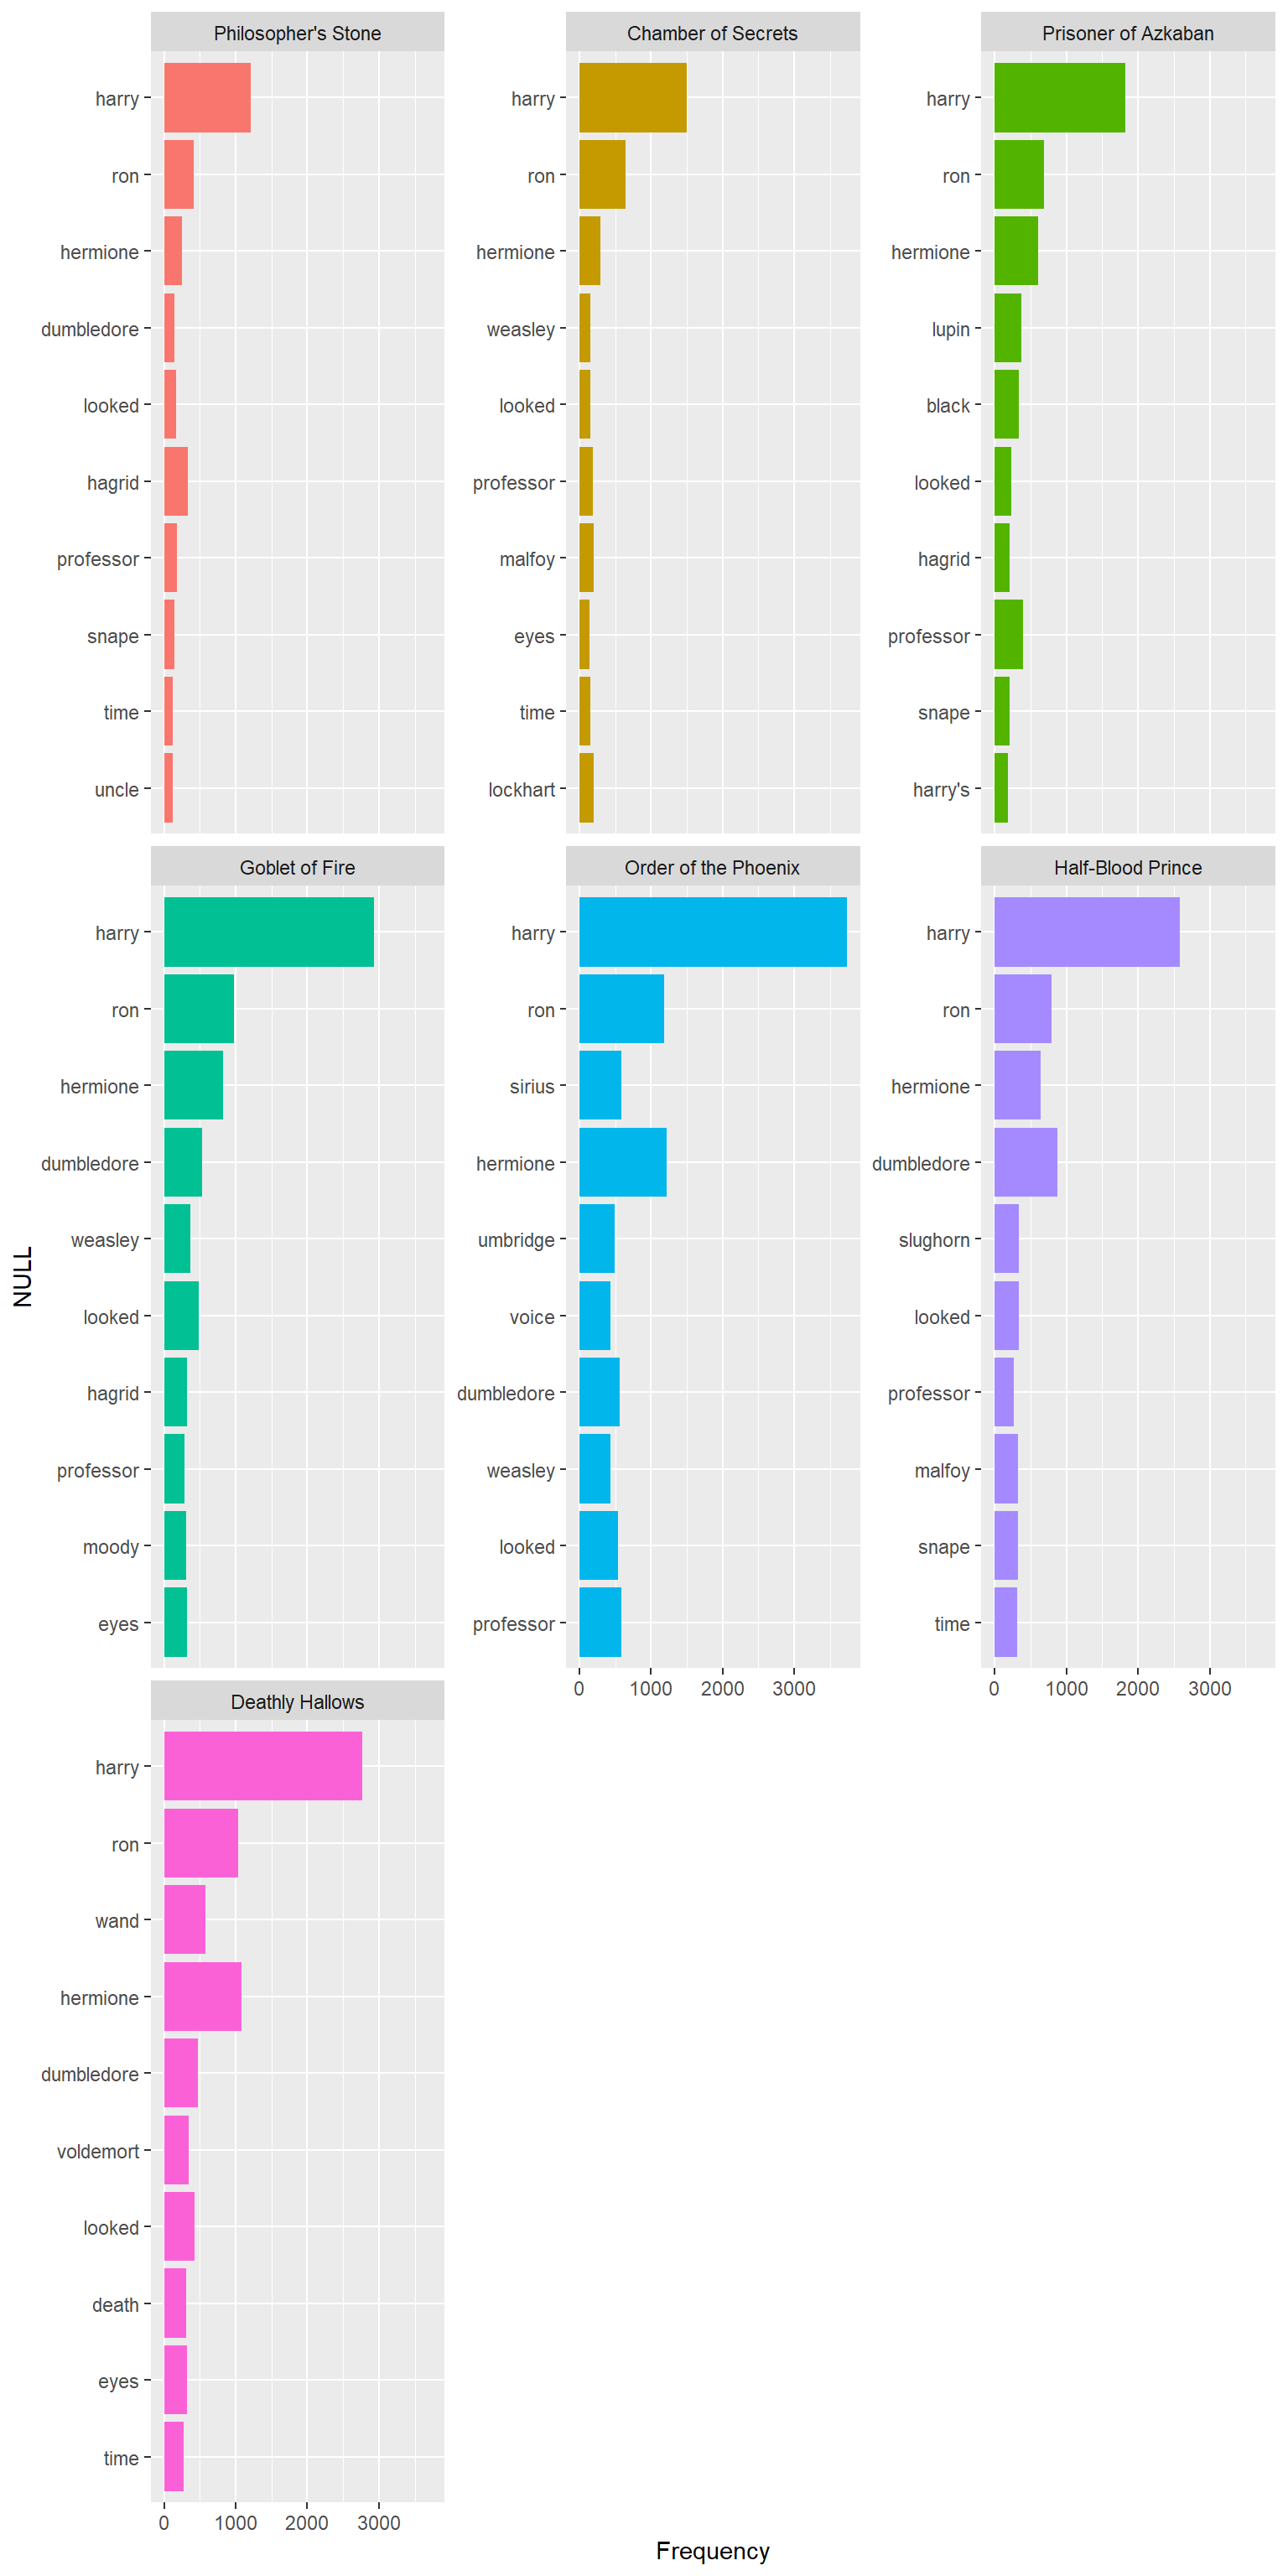 Philosopher's Stone
harry
ron
hermione
dumbledore
looked
hagrid
professor
snape
time
uncle
Chamber of Secrets
harry
ron
hermione
weasley
looked
professor
malfoy
eyes
time
lockhart
Prisoner of Azkaban
harry
ron
hermione
lupin
black
looked
hagrid
professor
snape
harry's
Goblet of Fire
harry
ron
hermione
dumbledore
weasley
looked
hagrid
professor
moody
eyes
Order of the Phoenix
harry
ron
sirius
hermione
umbridge
voice
dumbledore
weasley
looked
professor
0 1000 2000 3000
Half-Blood Prince
harry
ron
hermione
dumbledore
slughorn
looked
professor
malfoy
snape
time
0 1000 2000 3000
Deathly Hallows
harry
ron
wand
hermione
dumbledore
voldemort
looked
death
eyes
time
0 1000 2000 3000
NULL
Frequency